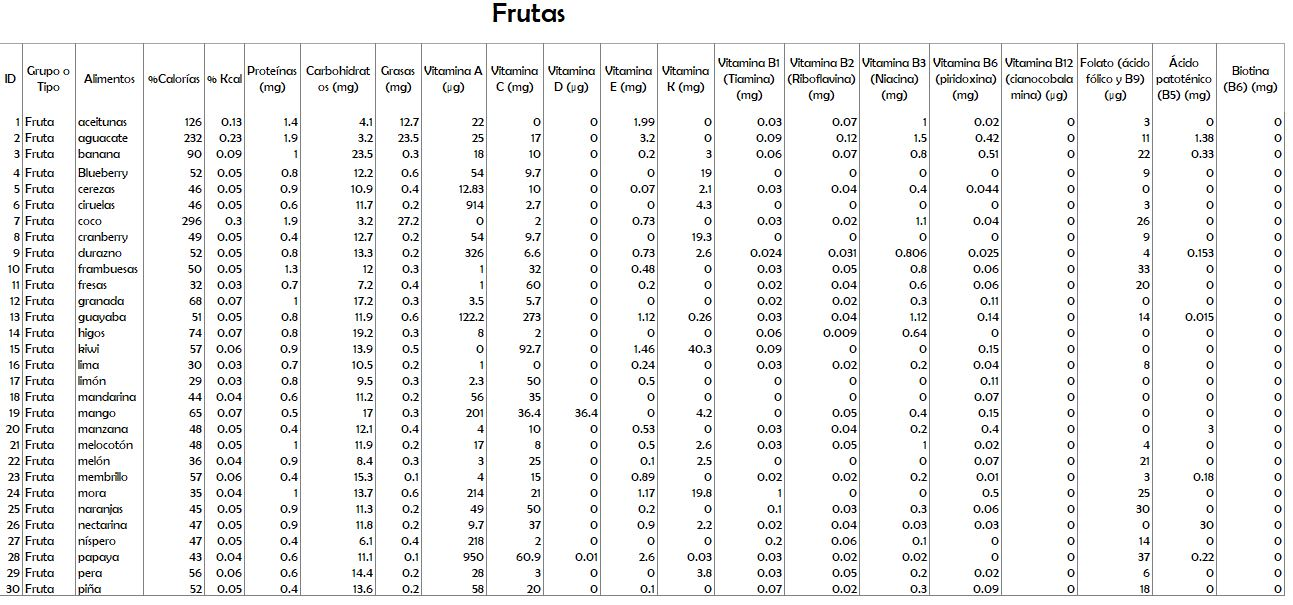 Frutas
ID Grupo o Tipo Alimentos %Calorías % Kcal Proteínas (mg) Carbohidrat os (mg) Grasas (mg) Vitamina A (µg) Vitamina C (mg) Vitamina D (µg) Vitamina E (mg) Vitamina K (mg) Vitamina B1 (Tiamina) (mg) Vitamina B2 (Riboflavina) (mg) Vitamina B3 (Niacina) (mg) Vitamina B6 (piridoxina) (mg) Vitamina B12 (cianocobala mina) (µg) Folato (ácido fólico y B9) (µg) Ácido patoténico (B5) (mg) Biotina (B6) (mg)
1 Fruta aceitunas 126 0.13 1.4 4.1 12.7 22 0 0 1.99 0 0.03 0.07 1 0.02 0 3 0 0
2 Fruta aguacate 232 0.23 1.9 3.2 23.5 25 17 0 3.2 0 0.09 0.12 1.5 0.42 0 11 1.38 0
3 Fruta banana 90 0.09 1 23.5 0.3 18 10 0 0.2 3 0.06 0.07 0.8 0.51 0 22 0.33 0
4 Fruta Blueberry 52 0.05 0.8 12.2 0.6 54 9.7 0 0 19 0 0 0 0 0 9 0 0
5 Fruta cerezas 46 0.05 0.9 10.9 0.4 12.83 10 0 0.07 2.1 0.03 0.04 0.4 0.044 0 0 0 0
6 Fruta ciruelas 46 0.05 0.6 11.7 0.2 914 2.7 0 0 4.3 0 0 0 0 0 3 0 0
7 Fruta coco 296 0.3 1.9 3.2 27.2 0 2 0 0.73 0 0.03 0.02 1.1 0.04 0 26 0 0
8 Fruta cranberry 49 0.05 0.4 12.7 0.2 54 9.7 0 0 19.3 0 0 0 0 0 9 0 0
9 Fruta durazno 52 0.05 0.8 13.3 0.2 326 6.6 0 0.73 2.6 0.024 0.031 0.806 0.025 0 4 0.153 0
10 Fruta frambuesas 50 0.05 1.3 12 0.3 1 32 0 0.48 0 0.03 0.05 0.8 0.06 0 33 0 0
11 Fruta fresas 32 0.03 0.7 7.2 0.4 1 60 0 0.2 0 0.02 0.04 0.6 0.06 0 20 0 0
12 Fruta granada 68 0.07 1 17.2 0.3 3.5 5.7 0 0 0 0.02 0.02 0.3 0.11 0 0 0 0
13 Fruta guayaba 51 0.05 0.8 11.9 0.6 122.2 273 0 1.12 0.26 0.03 0.04 1.12 0.14 0 14 0.015 0
14 Fruta higos 74 0.07 0.8 19.2 0.3 8 2 0 0 0 0.06 0.009 0.64 0 0 0 0 0
15 Fruta kiwi 57 0.06 0.9 13.9 0.5 0 92.7 0 1.46 40.3 0.09 0 0 0.15 0 0 0 0
16 Fruta lima 30 0.03 0.7 10.5 0.2 1 0 0 0.24 0 0.03 0.02 0.2 0.04 0 8 0 0
17 Fruta limón 29 0.03 0.8 9.5 0.3 2.3 50 0 0.5 0 0 0 0 0.11 0 0 0 0
18 Fruta mandarina 44 0.04 0.6 11.2 0.2 56 35 0 0 0 0 0 0 0.07 0 0 0 0
19 Fruta mango 65 0.07 0.5 17 0.3 201 36.4 36.4 0 4.2 0 0.05 0.4 0.15 0 0 0 0
20 Fruta manzana 48 0.05 0.4 12.1 0.4 4 10 0 0.53 0 0.03 0.04 0.2 0.4 0 0 3 0
21 Fruta melocotón 48 0.05 1 11.9 0.2 17 8 0 0.5 2.6 0.03 0.05 1 0.02 0 4 0 0
22 Fruta melón 36 0.04 0.9 8.4 0.3 3 25 0 0.1 2.5 0 0 0 0.07 0 21 0 0
23 Fruta membrillo 57 0.06 0.4 15.3 0.1 4 15 0 0.89 0 0.02 0.02 0.2 0.01 0 3 0.18 0
24 Fruta mora 35 0.04 1 13.7 0.6 214 21 0 1.17 19.8 1 0 0 0.5 0 25 0 0
25 Fruta naranjas 45 0.05 0.9 11.3 0.2 49 50 0 0.2 0 0.1 0.03 0.3 0.06 0 30 0 0
26 Fruta nectarina 47 0.05 0.9 11.8 0.2 9.7 37 0 0.9 2.2 0.02 0.04 0.03 0.03 0 0 30 0
27 Fruta níspero 47 0.05 0.4 6.1 0.4 218 2 0 0 0 0.2 0.06 0.1 0 0 14 0 0
28 Fruta papaya 43 0.04 0.6 11.1 0.1 950 60.9 0.01 2.6 0.03 0.03 0.02 0.02 0 0 37 0.22 0
29 Fruta pera 56 0.06 0.6 14.4 0.2 28 3 0 0 3.8 0.03 0.05 0.2 0.02 0 6 0 0
30 Fruta piña 52 0.05 0.4 13.6 0.2 58 20 0 0.1 0 0.07 0.02 0.3 0.09 0 18 0 0